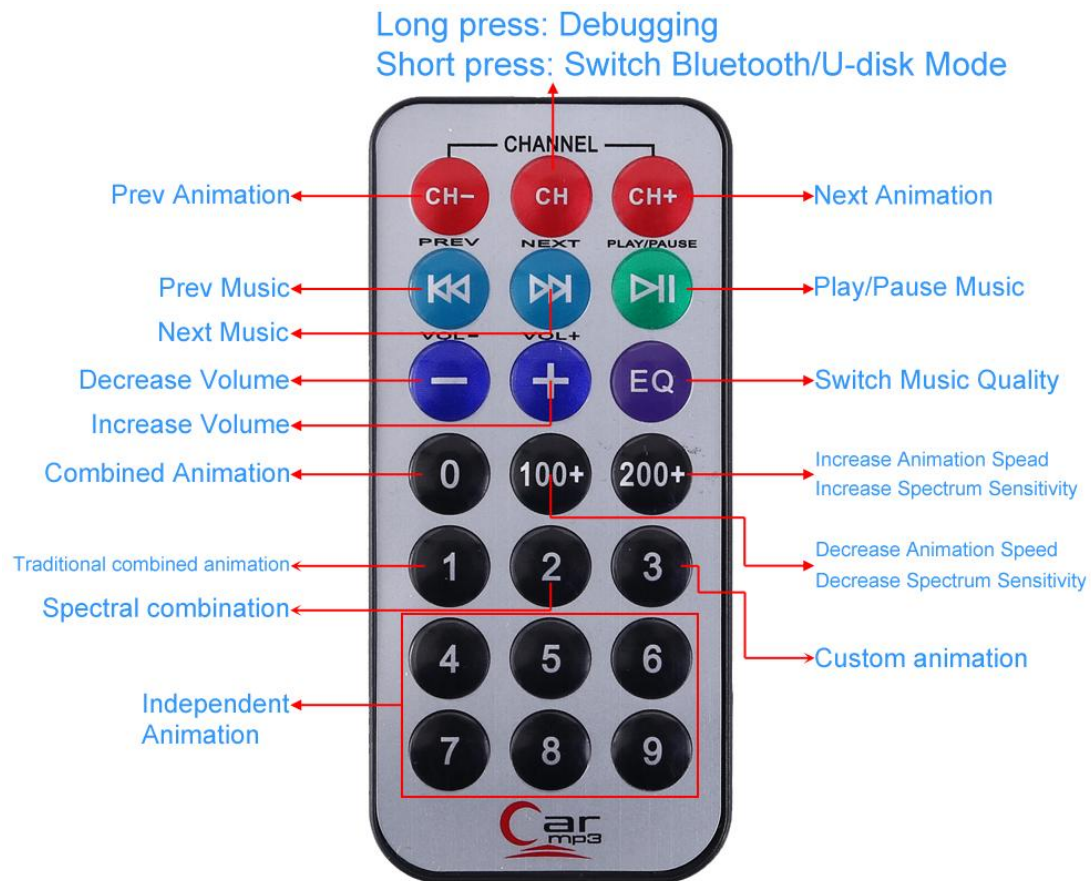 Long press: Debugging
Short press: Switch Bluetooth/U-disk Mode
CHANNEL
Prev Animation
CH−
CH
CH+
Next Animation
PREV
NEXT
PLAY/PAUSE
Prev Music
Play/Pause Music
Next Music
VOL−
VOL+
Decrease Volume
EQ
Switch Music Quality
Increase Volume
Combined Animation
0
100+
200+
Increase Animation Spead
Increase Spectrum Sensitivity
Traditional combined animation
1
2
3
Decrease Animation Speed
Decrease Spectrum Sensitivity
Spectral combination
4
5
6
Custom animation
Independent
Animation
7
8
9
Car
mp3